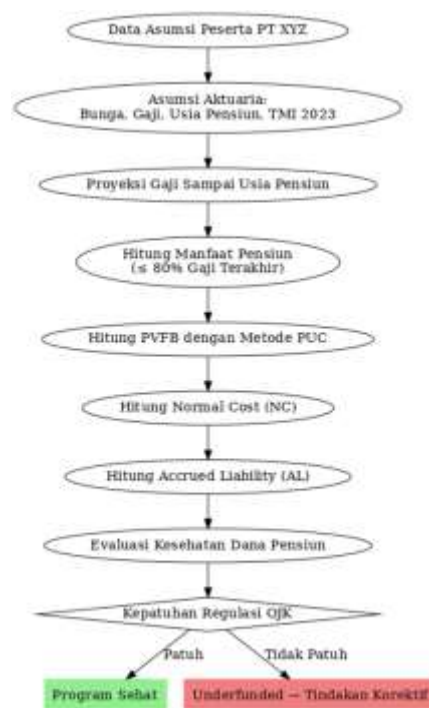 Data Asumsi Peserta PT XYZ
Asumsi Aktuaria:
Bunga, Gaji, Usia Pensiun, TMI 2023
Proyeksi Gaji Sampai Usia Pensiun
Hitung Manfaat Pensiun
(≤ 80% Gaji Terakhir)
Hitung PVFB dengan Metode PUC
Hitung Normal Cost (NC)
Hitung Accrued Liability (AL)
Evaluasi Kesehatan Dana Pensiun
Kepatuhan Regulasi OJK
Patuh
Tidak Patuh
Program Sehat
Underfunded — Tindakan Korektif